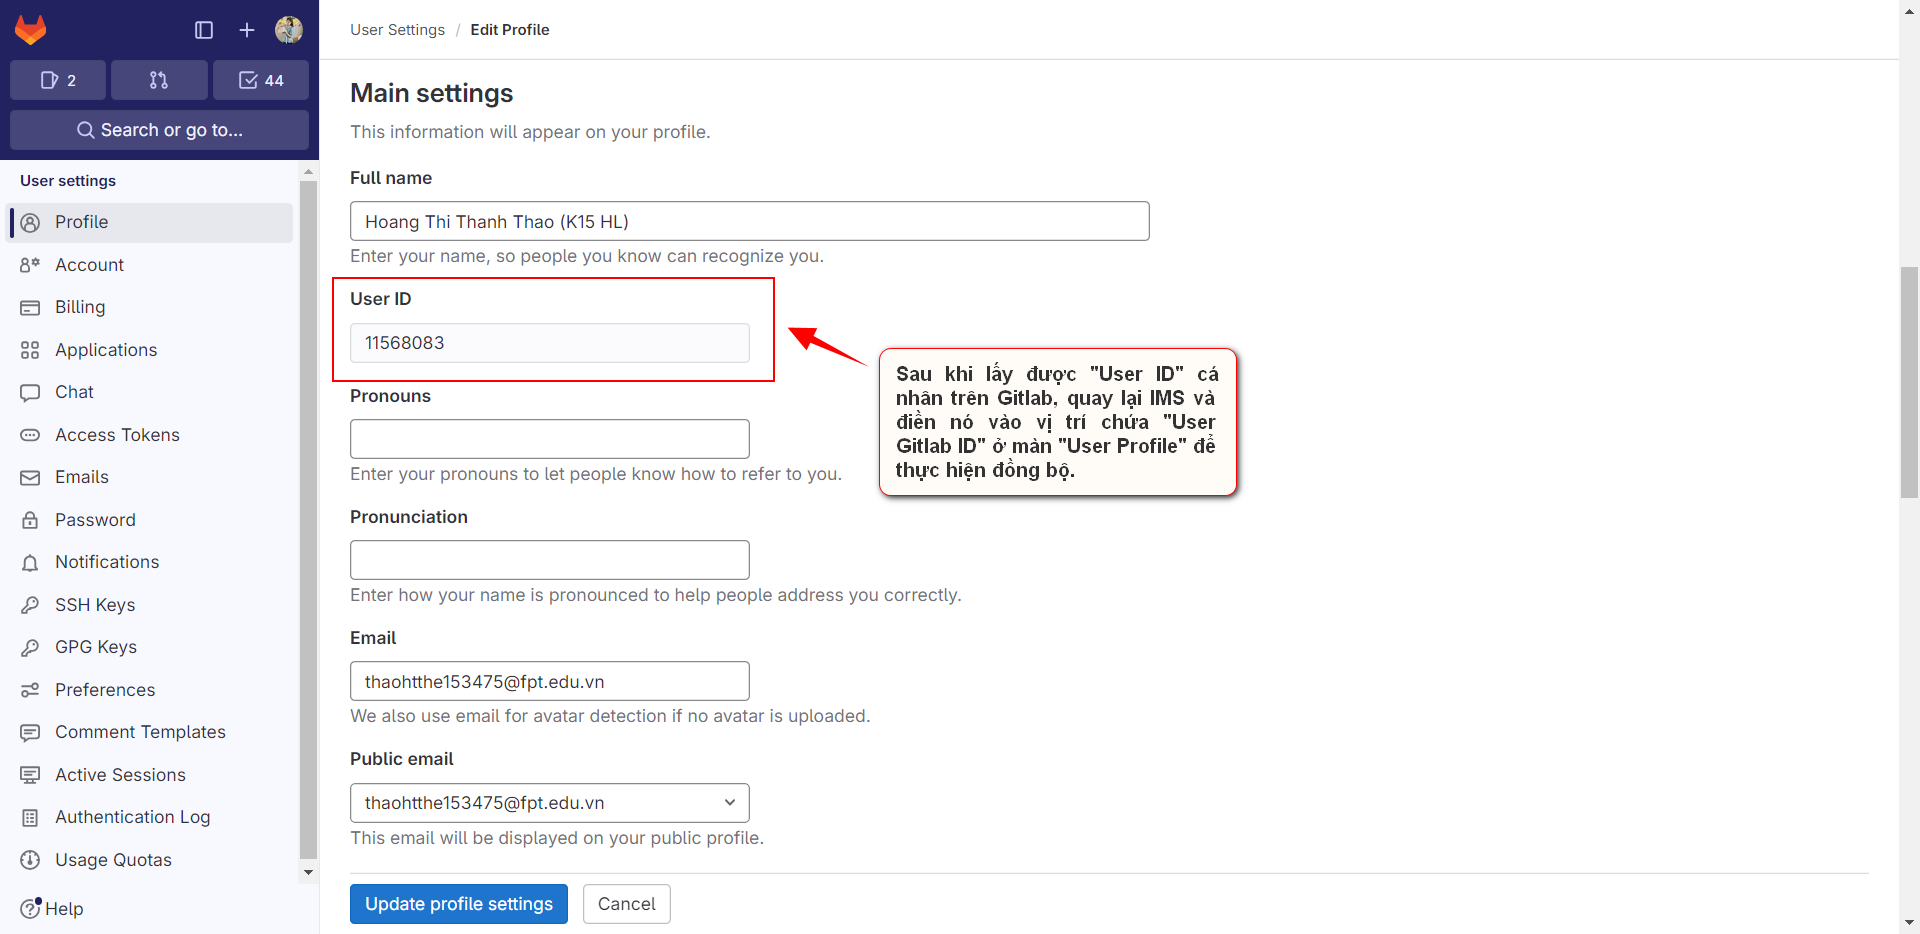 User Settings / Edit Profile
2
44
Search or go to...
User settings
Profile
Account
Billing
Applications
Chat
Access Tokens
Emails
Password
Notifications
SSH Keys
GPG Keys
Preferences
Comment Templates
Active Sessions
Authentication Log
Usage Quotas
Help
Main settings
This information will appear on your profile.
Full name
Hoang Thi Thanh Thao (K15 HL)
Enter your name, so people you know can recognize you.
User ID
11568083
Sau khi lấy được "User ID" cá
nhân trên Gitlab, quay lại IMS và
điền nó vào vị trí chứa "User
Gitlab ID" ở màn "User Profile" để
thực hiện đồng bộ.
Pronouns
Enter your pronouns to let people know how to refer to you.
Pronunciation
Enter how your name is pronounced to help people address you correctly.
Email
thaohtthe153475@fpt.edu.vn
We also use email for avatar detection if no avatar is uploaded.
Public email
thaohtthe153475@fpt.edu.vn
This email will be displayed on your public profile.
Update profile settings
Cancel